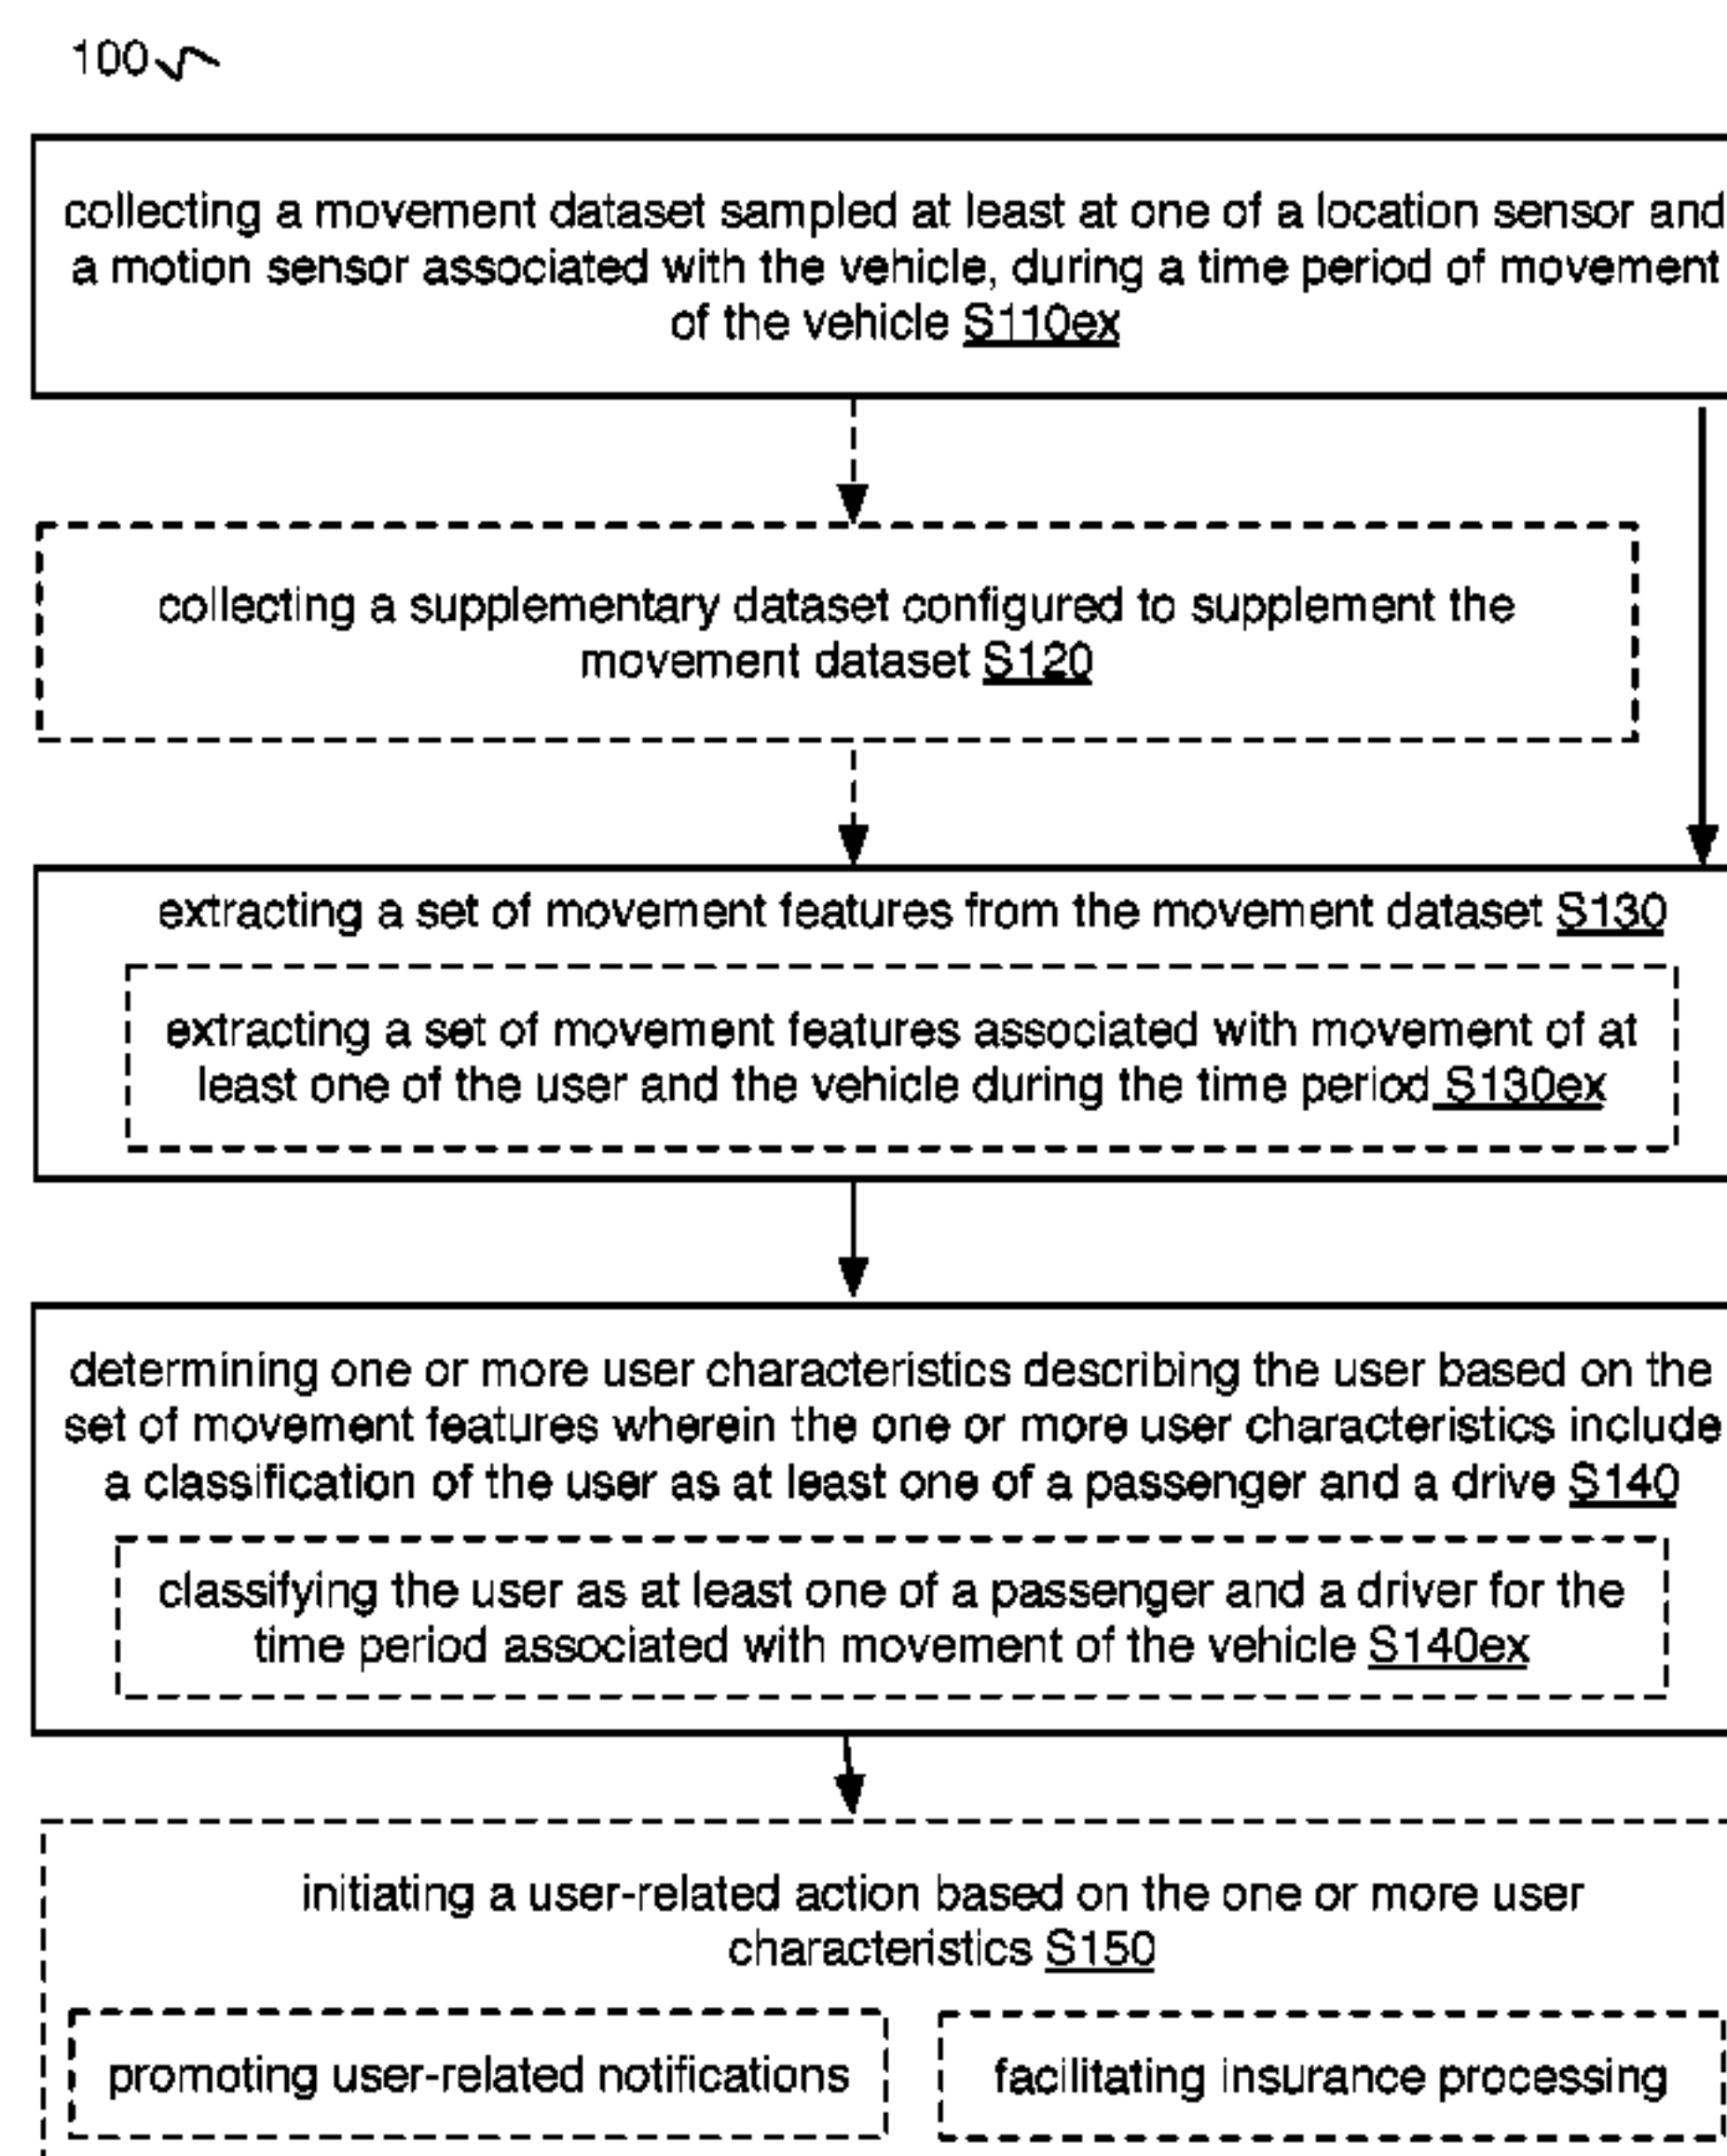 100
collecting a movement dataset sampled at least at one of a location sensor and
a motion sensor associated with the vehicle, during a time period of movement
of the vehicle S110ex
collecting a supplementary dataset configured to supplement the
movement dataset S120
extracting a set of movement features from the movement dataset S130
extracting a set of movement features associated with movement of at
least one of the user and the vehicle during the time period S130ex
determining one or more user characteristics describing the user based on the
set of movement features wherein the one or more user characteristics include
a classification of the user as at least one of a passenger and a drive S140
classifying the user as at least one of a passenger and a driver for the
time period associated with movement of the vehicle S140ex
initiating a user-related action based on the one or more user
characteristics S150
promoting user-related notifications
facilitating insurance processing